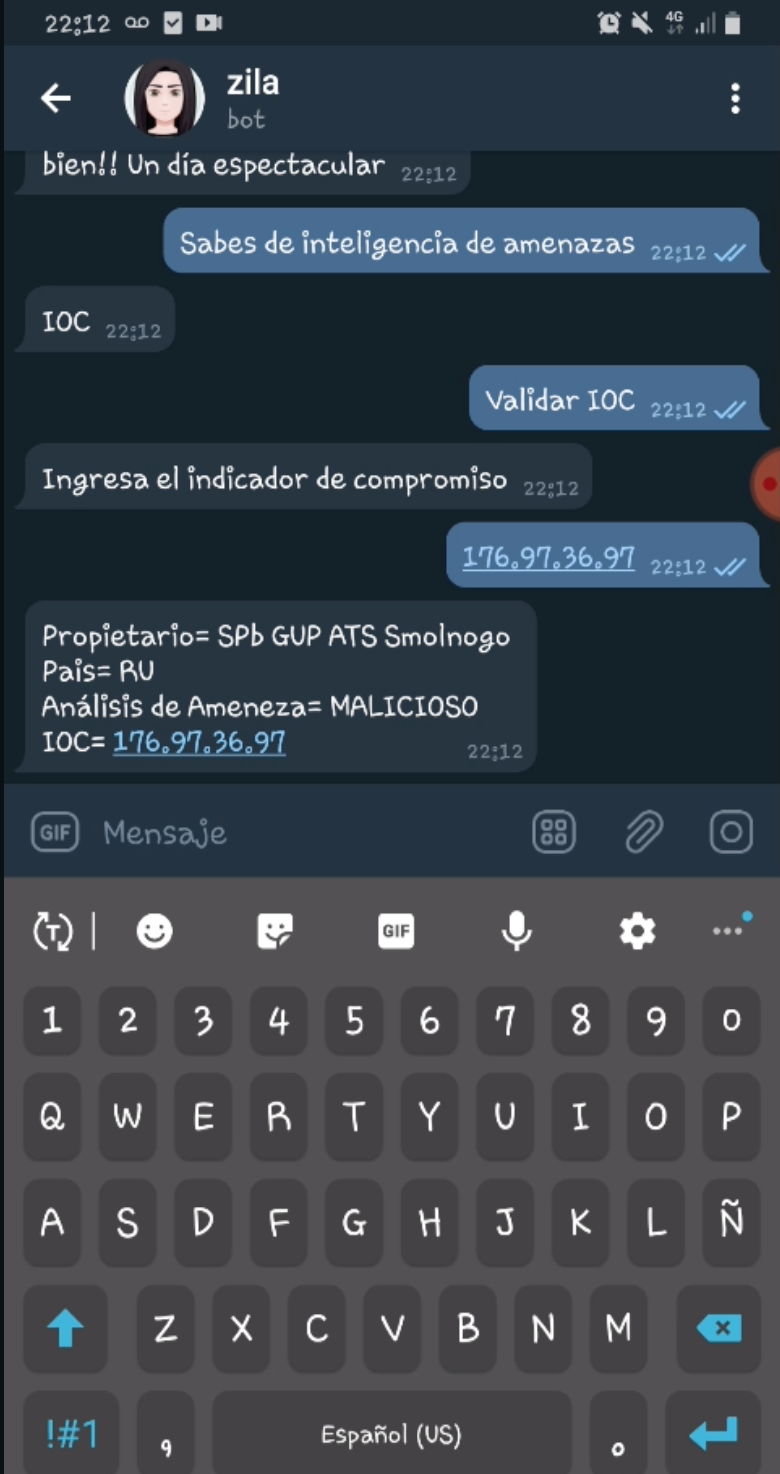 22:12
4G
zila
bot
bien!! Un día espectacular 22:12
Sabes de inteligencia de amenazas 22:12
IOC 22:12
Validar IOC 22:12
Ingresa el indicador de compromiso 22:12
176.97.36.97 22:12
Propietario= SPb GUP ATS Smolnogo
Pais= RU
Análisis de Ameneza= MALICIOSO
IOC= 176.97.36.97 22:12
GIF Mensaje
T GIF
1 2 3 4 5 6 7 8 9 0
Q W E R T Y U I O P
A S D F G H J K L Ñ
Z X C V B N M
!#1 , Español (US) .